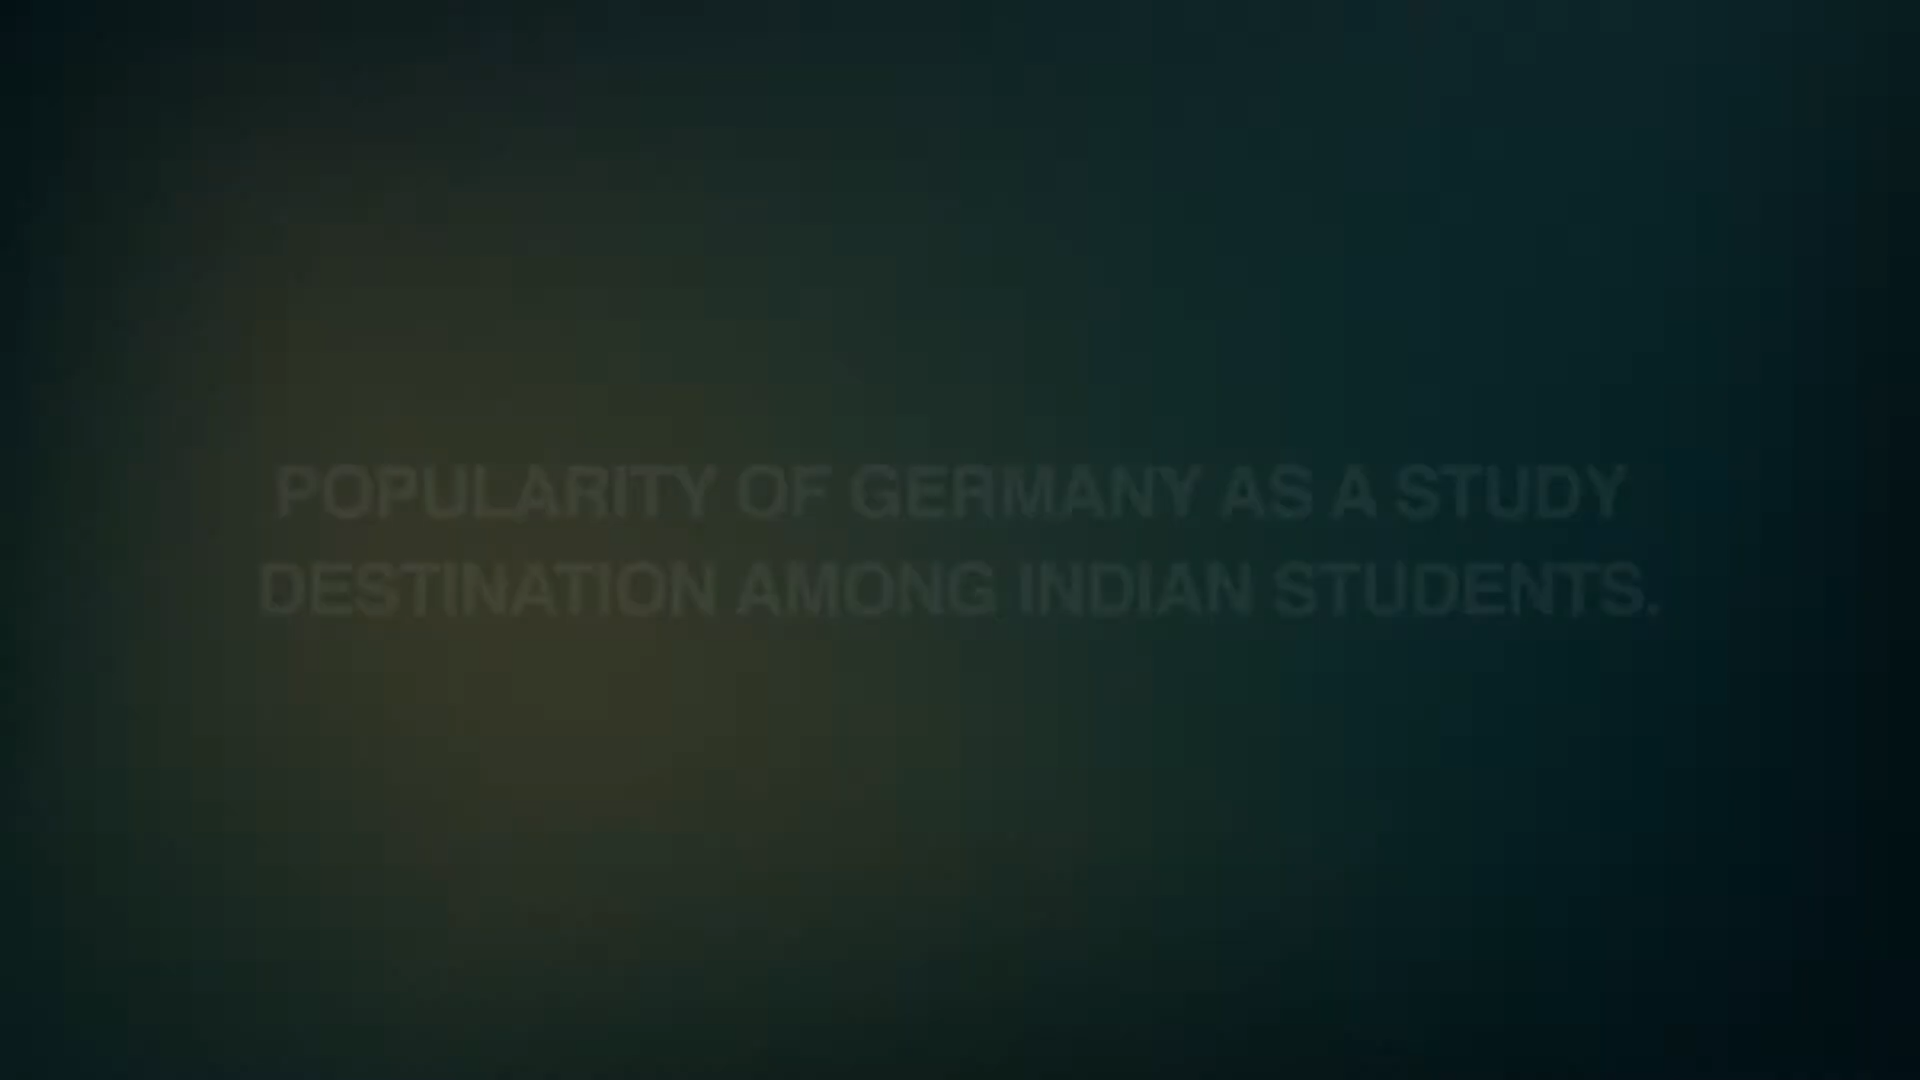 POPULARITY OF GERMANY AS A STUDY
DESTINATION AMONG INDIAN STUDENTS.